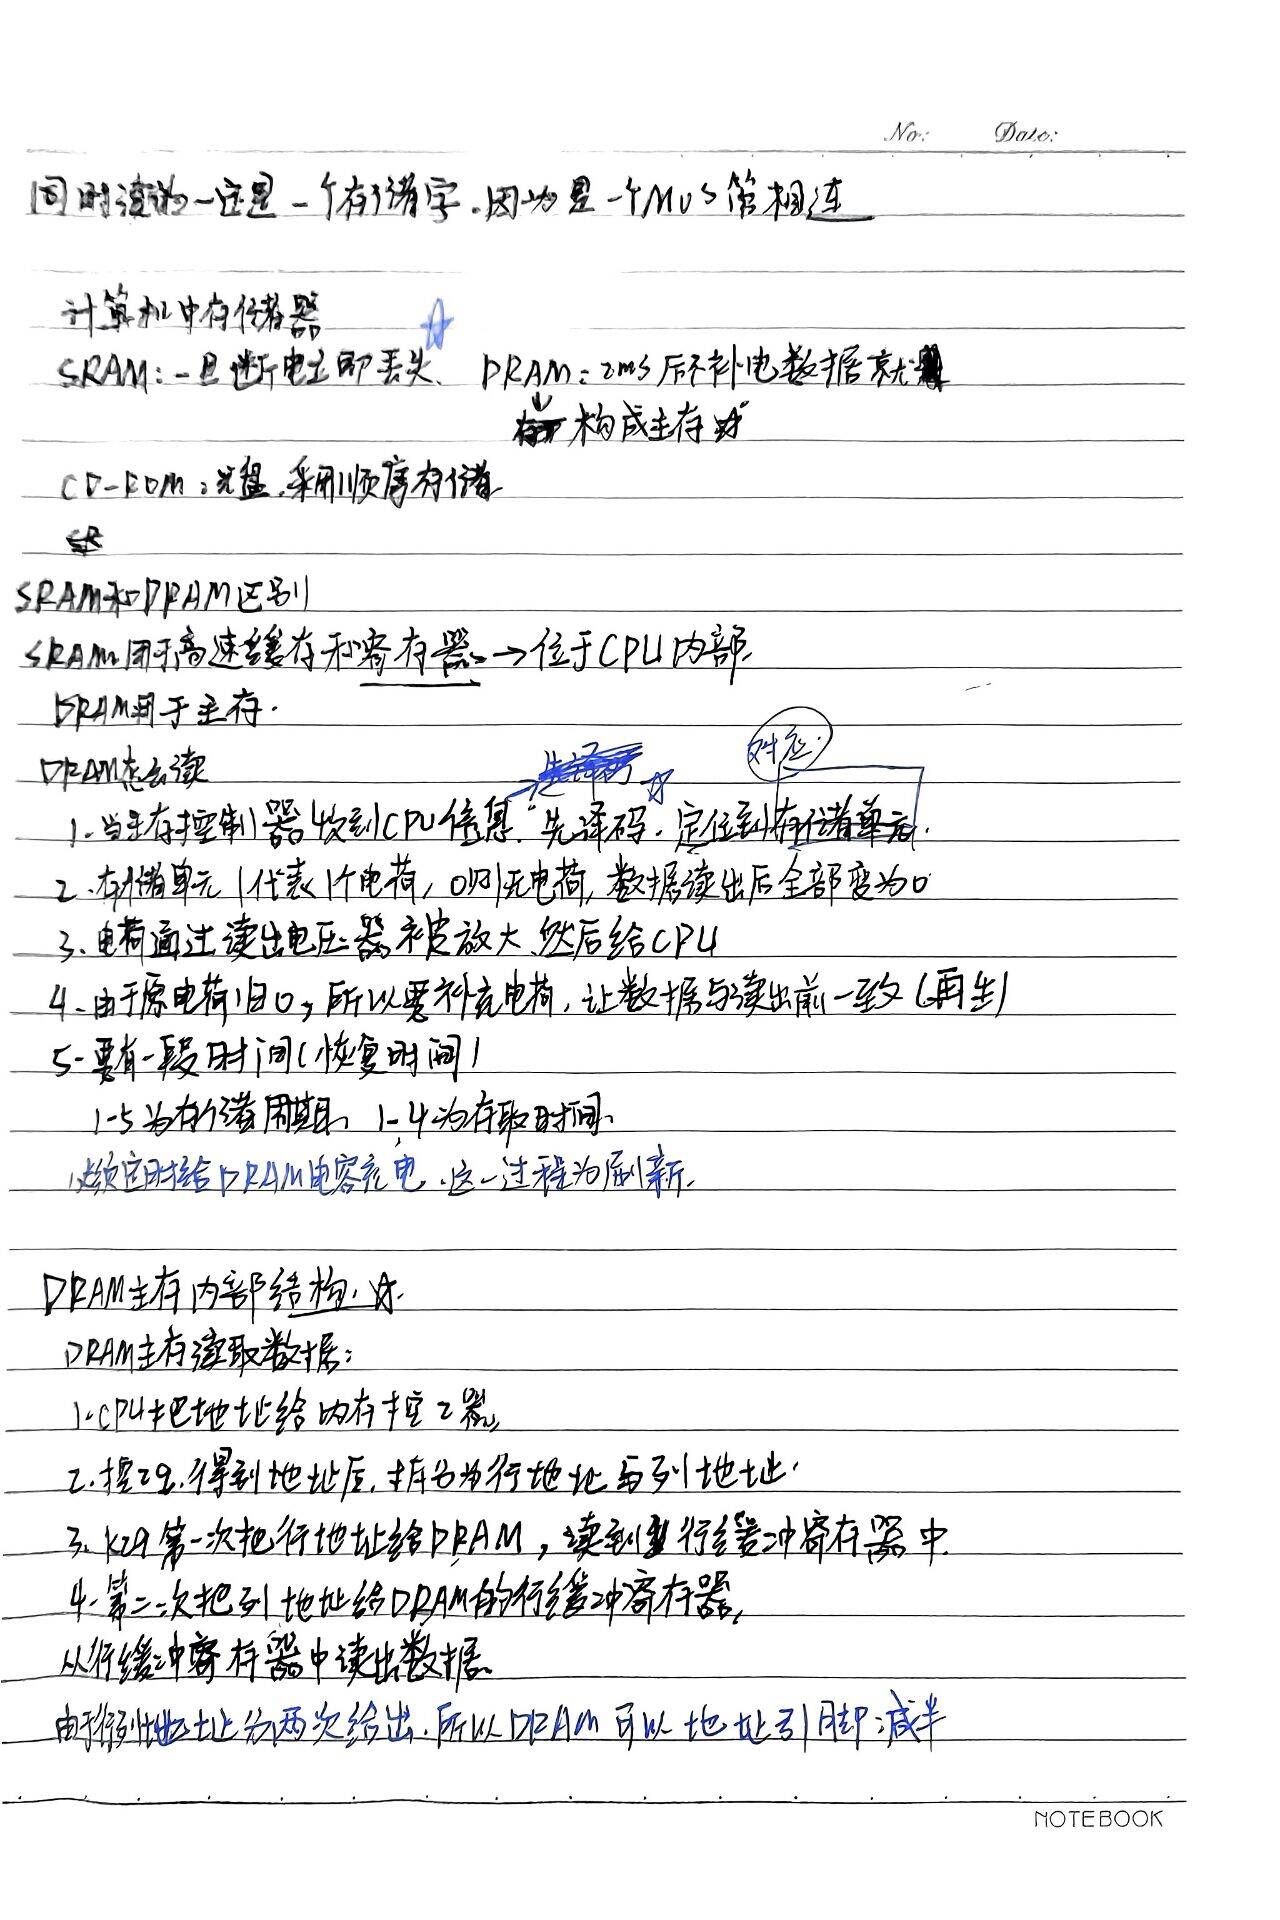 No: Date:
同时读的一定是一个存储字.因为是一个MOS管相连
计算机中存储器
SRAM:一旦断电立即丢失、 DRAM:2ms后不补电数据就
构成主存☆
CD-ROM:光盘.采用顺序存储
SRAM和DRAM区别
SRAM用于高速缓存和寄存器→位于CPU内部.
DRAM用于主存.
对应.
DRAM怎么读
1.当主存控制器收到CPU信息.先译码.定位到存储单元.
2.存储单元1代表1个电荷,0则无电荷,数据读出后全部变为0
3.电荷通过读出电压器被放大、然后给CPU
4.由于原电荷归0,所以要补充电荷,让数据与读出前一致(再生)
5.要有一段时间(恢复时间)
1-5为存储周期、1-4为存取时间.
必须定时给DRAM电容充电.这一过程为刷新.
DRAM主存内部结构.☆.
DRAM主存读取数据:
1.CPU把地址给内存控器
2.控.得到地址后.拆分为行地址与列地址.
3.第一次把行地址给DRAM,读到行缓冲寄存器中.
4.第二次把列地址给DRAM的行缓冲寄存器,
从行缓冲寄存器中读出数据.
由于行列地址分两次给出.所以DRAM可以地址引脚减半
NOTEBOOK